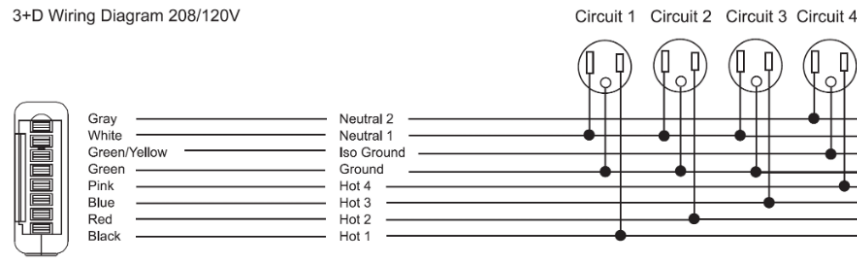 3+D Wiring Diagram 208/120V
Circuit 1 Circuit 2 Circuit 3 Circuit 4
Gray Neutral 2
White Neutral 1
Green/Yellow Iso Ground
Green Ground
Pink Hot 4
Blue Hot 3
Red Hot 2
Black Hot 1